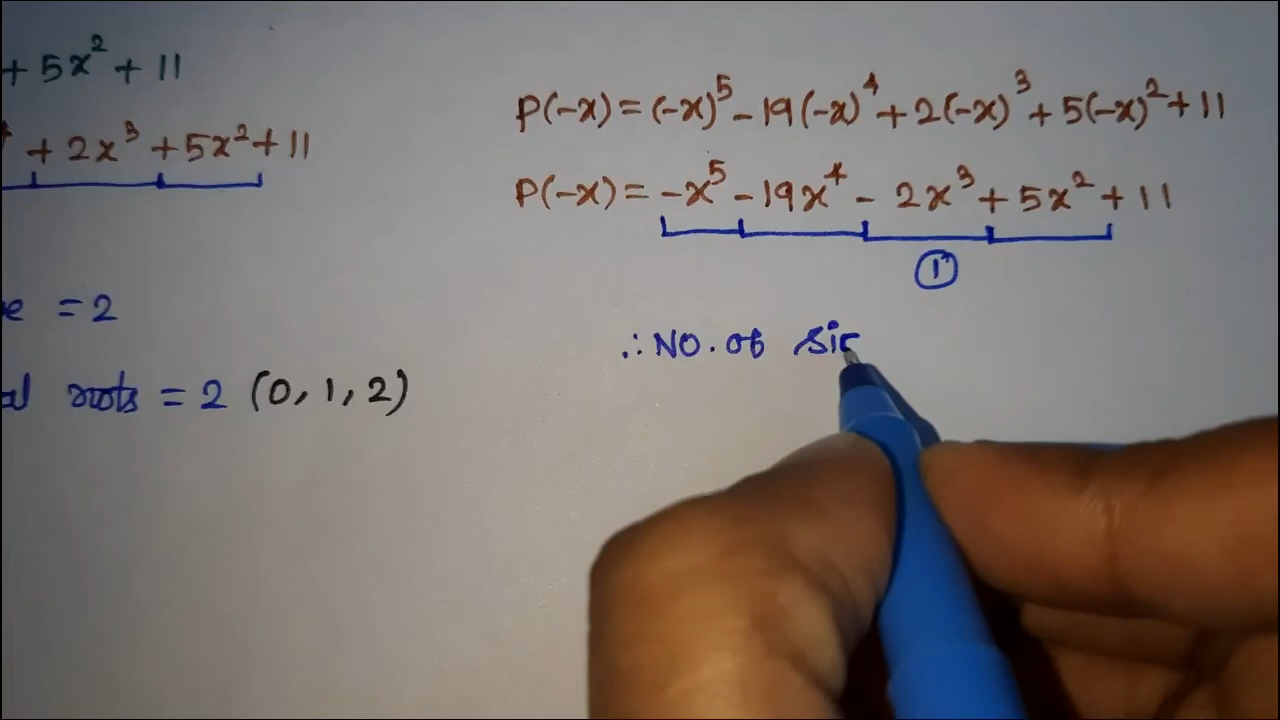 + 5x² + 11
+ 2x³ + 5x² + 11
e = 2
roots = 2 (0, 1, 2)
P(-x) = (-x)⁵ - 19(-x)⁴ + 2(-x)³ + 5(-x)² + 11
P(-x) = -x⁵ - 19x⁴ - 2x³ + 5x² + 11
1
∴ No. of